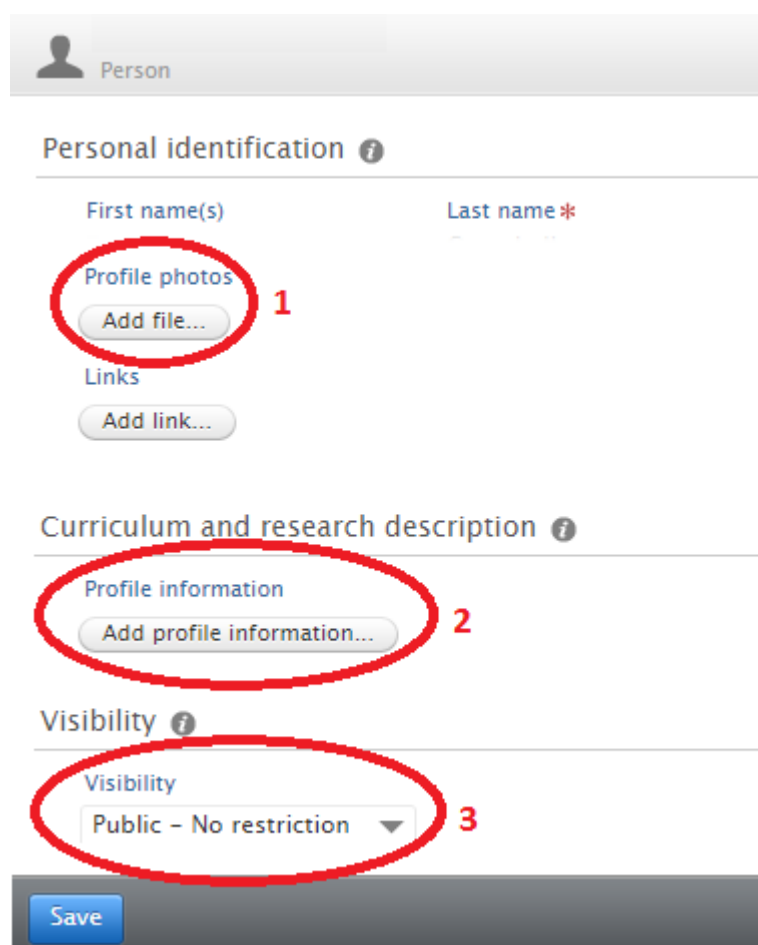 Person
Personal identification
First name(s) Last name *
Profile photos
1
Add file...
Links
Add link...
Curriculum and research description
Profile information
Add profile information...
2
Visibility
Visibility
Public – No restriction
3
Save